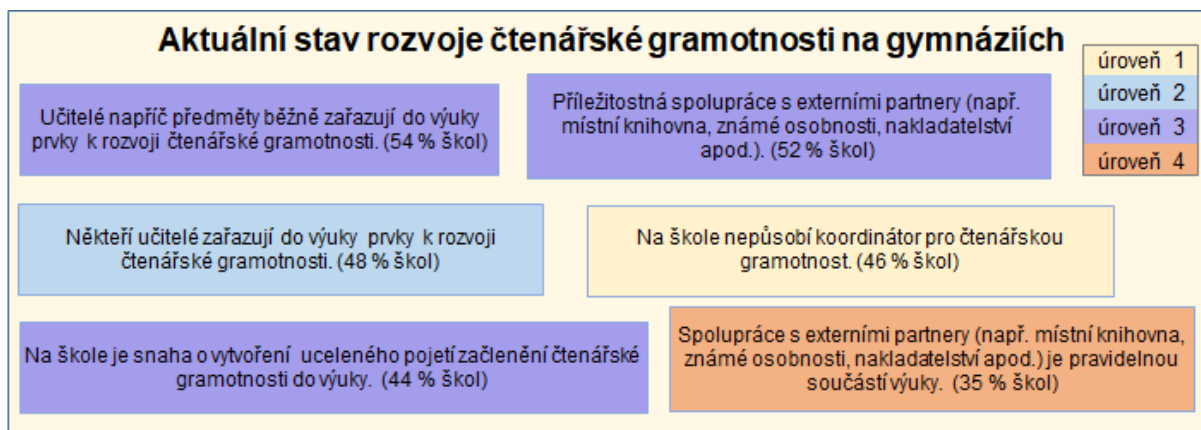 Aktuální stav rozvoje čtenářské gramotnosti na gymnáziích
úroveň 1
úroveň 2
úroveň 3
úroveň 4
Učitelé napříč předměty běžně zařazují do výuky
prvky k rozvoji čtenářské gramotnosti. (54 % škol)
Příležitostná spolupráce s externími partnery (např.
místní knihovna, známé osobnosti, nakladatelství
apod.). (52 % škol)
Někteří učitelé zařazují do výuky prvky k rozvoji
čtenářské gramotnosti. (48 % škol)
Na škole nepůsobí koordinátor pro čtenářskou
gramotnost. (46 % škol)
Na škole je snaha o vytvoření uceleného pojetí začlenění čtenářské
gramotnosti do výuky. (44 % škol)
Spolupráce s externími partnery (např. místní knihovna,
známé osobnosti, nakladatelství apod.) je pravidelnou
součástí výuky. (35 % škol)